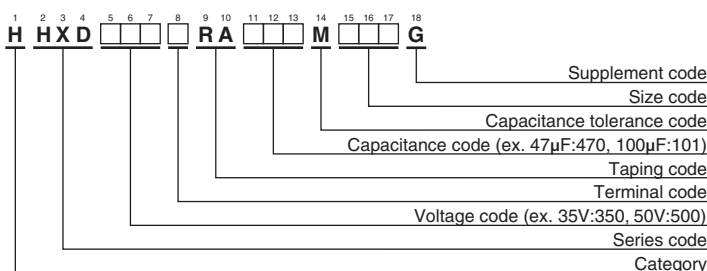 1 2 3 4 5 6 7 8 9 10 11 12 13 14 15 16 17 18
H HXD □□□ □ RA □□□ M □□□ G
Supplement code
Size code
Capacitance tolerance code
Capacitance code (ex. 47µF:470, 100µF:101)
Taping code
Terminal code
Voltage code (ex. 35V:350, 50V:500)
Series code
Category